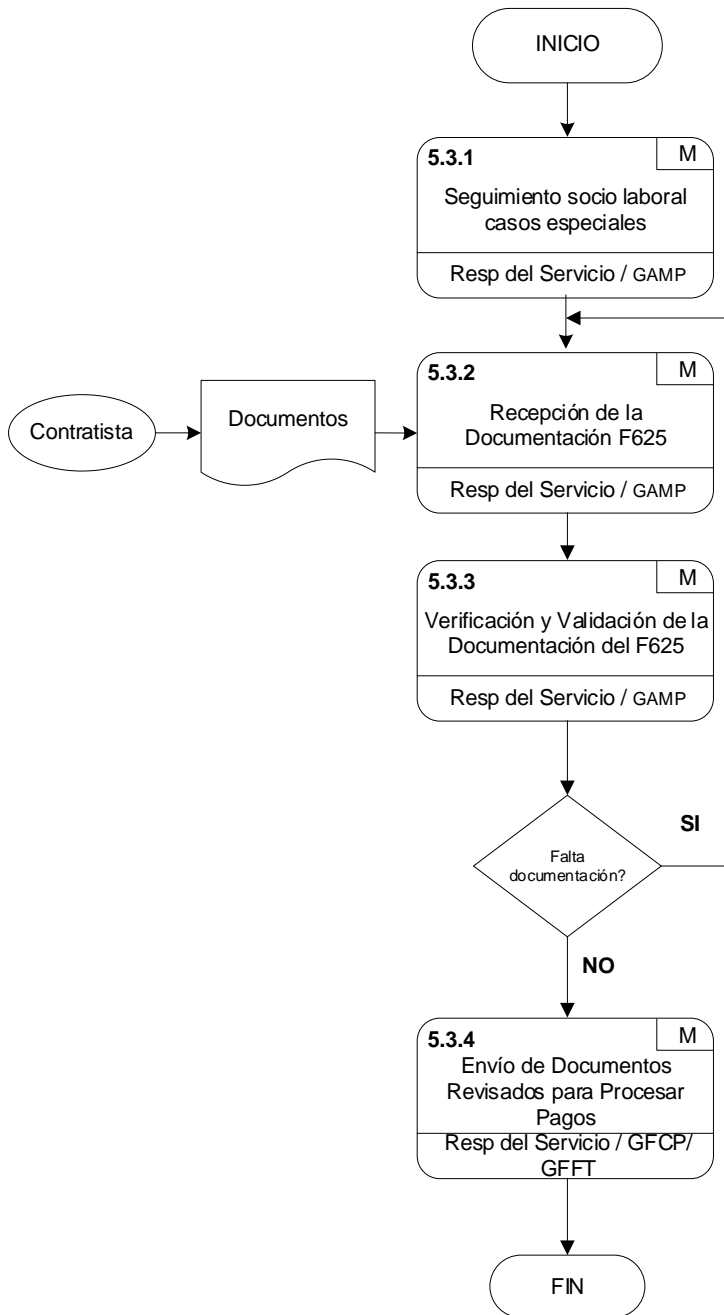 INICIO
5.3.1
M
Seguimiento socio laboral
casos especiales
Resp del Servicio / GAMP
Contratista
Documentos
5.3.2
M
Recepción de la
Documentación F625
Resp del Servicio / GAMP
5.3.3
M
Verificación y Validación de la
Documentación del F625
Resp del Servicio / GAMP
Falta
documentación?
SI
NO
5.3.4
M
Envío de Documentos
Revisados para Procesar
Pagos
Resp del Servicio / GFCP/
GFFT
FIN